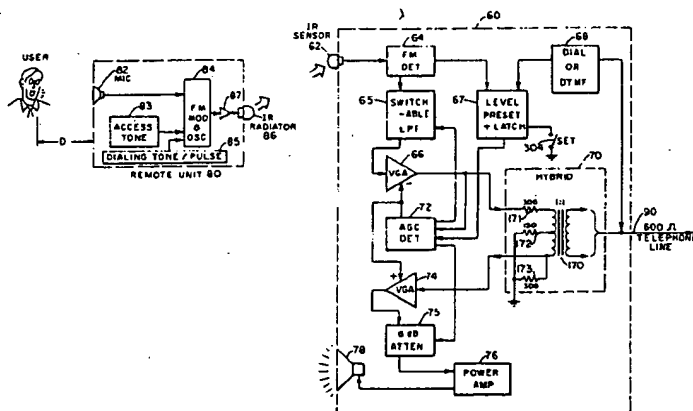 USER
D
82
MIC
83
ACCESS
TONE
84
FM
MOD
&
OSC
87
IR
RADIATOR
86
85
DIALING TONE / PULSE
REMOTE UNIT 80
60
IR
SENSOR
62
64
FM
DET
65
SWITCH
-ABLE
LPF
67
LEVEL
PRESET
+ LATCH
68
DIAL
OR
DTMF
304
SET
66
VGA
-
72
AGC
DET
+
VGA
74
75
6 dB
ATTEN
76
POWER
AMP
78
70
HYBRID
300
171
150
172
173
300
1:1
170
90
600 Ω
TELEPHONE
LINE